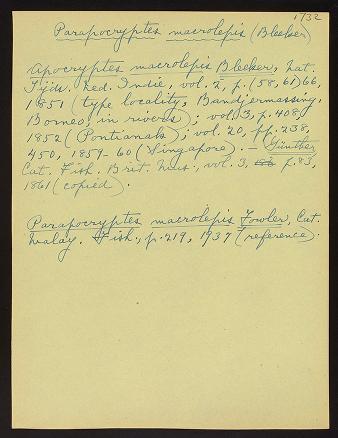 1732
Parapocryptes macrolepis (Bleeker)
Apocryptes macrolepis Bleeker, Nat.
Tijds. Ned. Indië, vol. 2, p. (58, 61) 66,
1851 (type locality, Bandjermassing,
Borneo, in rivers); vol. 3, p. 408,
1852 (Pontianak); vol. 20, pp. 238,
450, 1859-60 (Singapore). — Günther
Cat. Fish. Brit. Mus., vol. 3, p. 83,
1861 (copied).
Parapocryptes macrolepis Fowler, Cat.
Malay. Fish., p. 219, 1937 (reference).